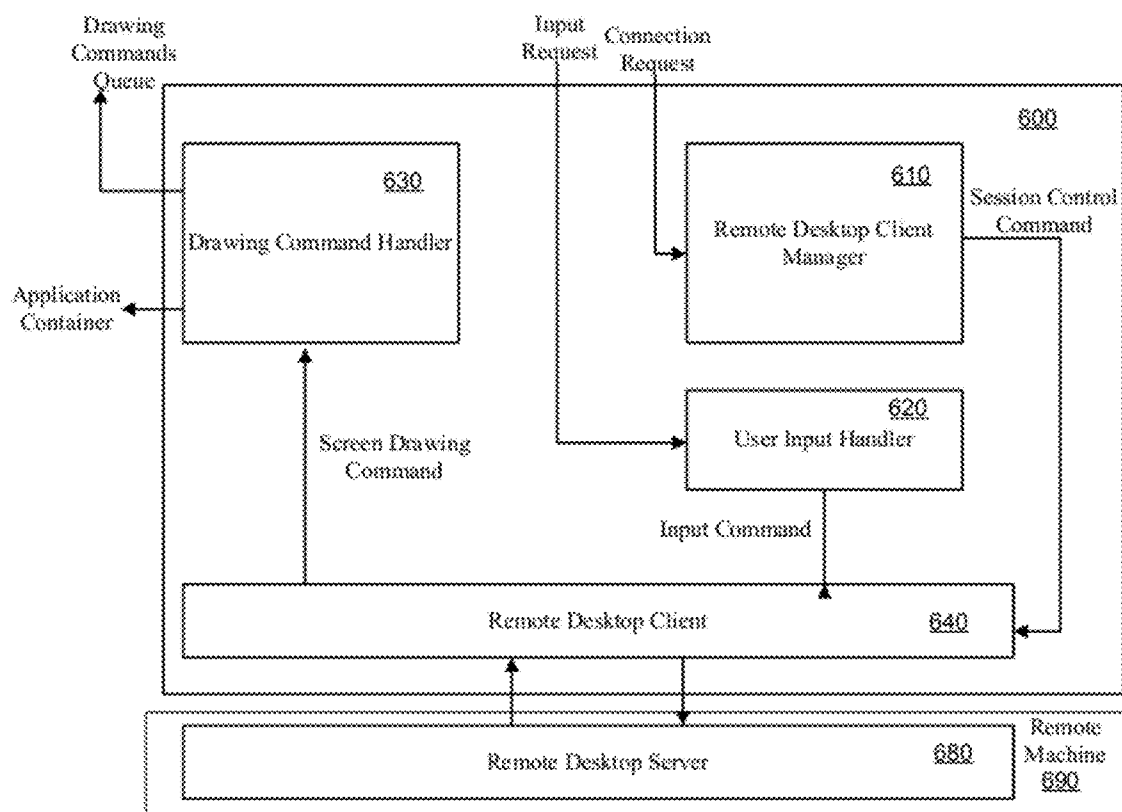 Drawing
Commands
Queue
Input
Request
Connection
Request
600
630
Drawing Command Handler
610
Remote Desktop Client
Manager
Session Control
Command
Application
Container
620
User Input Handler
Screen Drawing
Command
Input Command
Remote Desktop Client
640
Remote Desktop Server
680
Remote
Machine
690